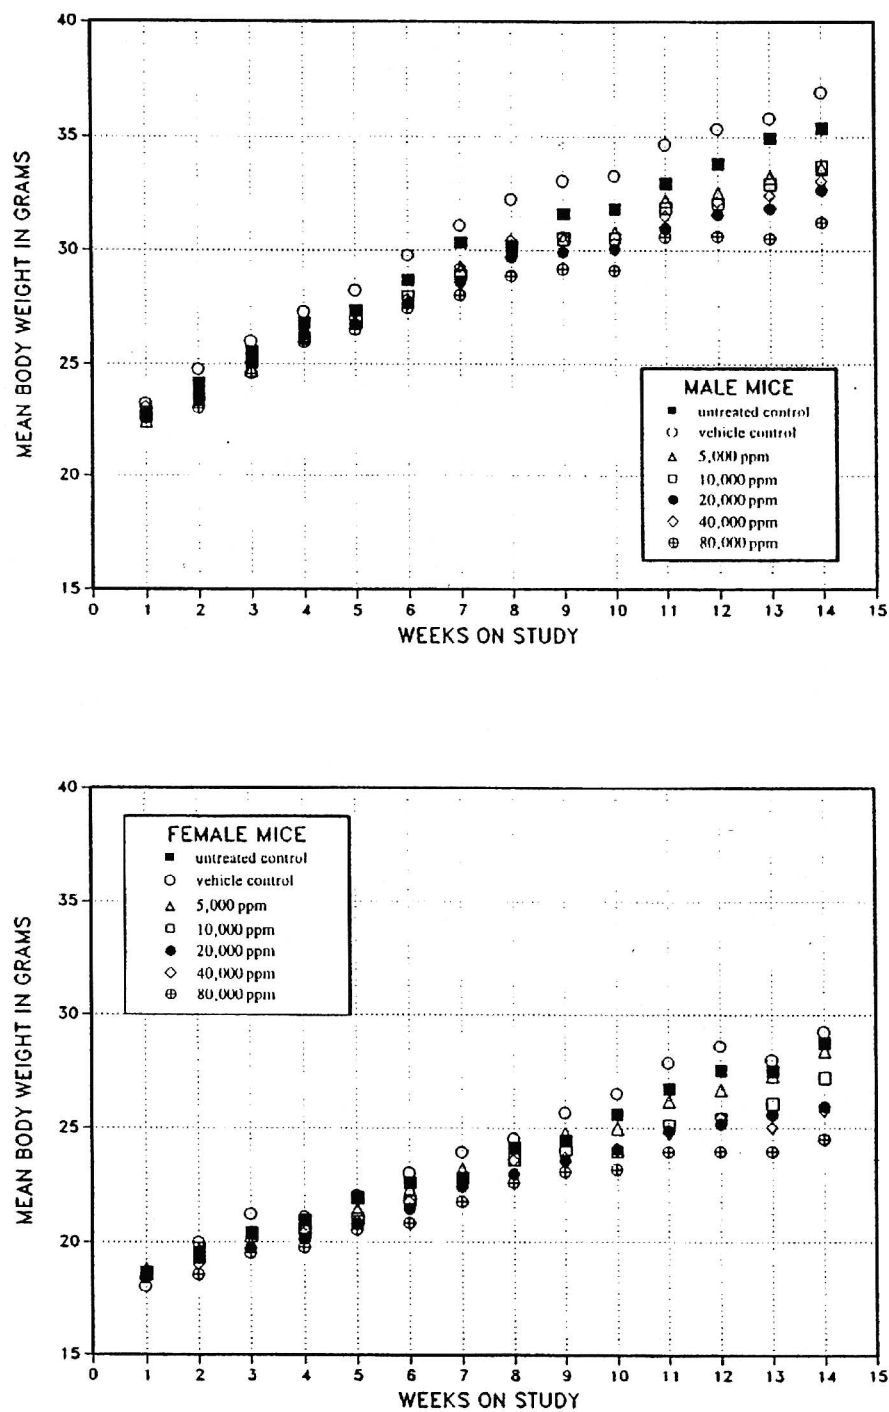 40
35
30
25
20
15
MEAN BODY WEIGHT IN GRAMS
MALE MICE
untreated control
vehicle control
5,000 ppm
10,000 ppm
20,000 ppm
40,000 ppm
80,000 ppm
0 1 2 3 4 5 6 7 8 9 10 11 12 13 14 15
WEEKS ON STUDY
40
35
30
25
20
15
MEAN BODY WEIGHT IN GRAMS
FEMALE MICE
untreated control
vehicle control
5,000 ppm
10,000 ppm
20,000 ppm
40,000 ppm
80,000 ppm
0 1 2 3 4 5 6 7 8 9 10 11 12 13 14 15
WEEKS ON STUDY